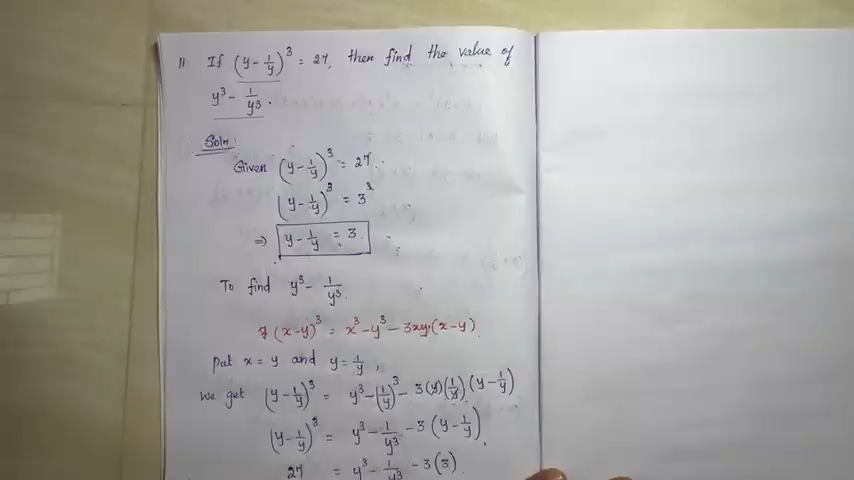 11 If (y - 1/y)³ = 27, then find the value of
y³ - 1/y³.
Soln:
Given (y - 1/y)³ = 27.
(y - 1/y)³ = 3³
⇒ y - 1/y = 3.
To find y³ - 1/y³.
(x-y)³ = x³ - y³ - 3xy(x-y)
Put x = y and y = 1/y,
We get (y - 1/y)³ = y³ - (1/y)³ - 3(y)(1/y)(y - 1/y)
(y - 1/y)³ = y³ - 1/y³ - 3(y - 1/y).
27 = y³ - 1/y³ - 3(3)